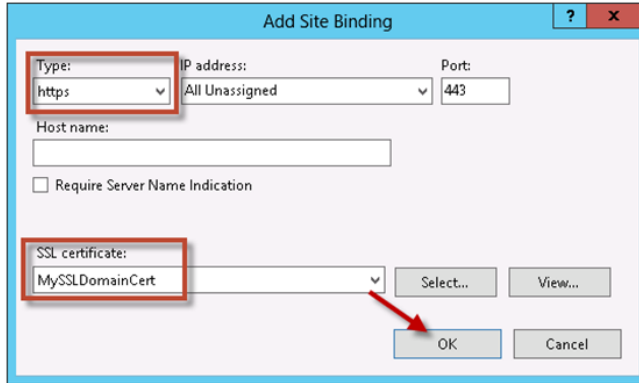 Add Site Binding
? x
Type: IP address: Port:
https All Unassigned 443
Host name:
Require Server Name Indication
SSL certificate:
MySSLDomainCert Select... View...
OK Cancel